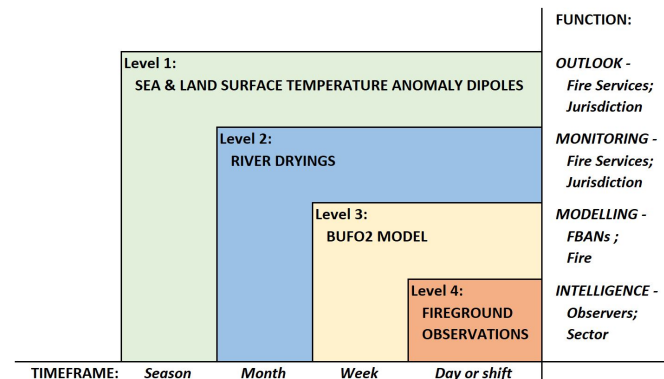 FUNCTION:
Level 1:
SEA & LAND SURFACE TEMPERATURE ANOMALY DIPOLES
OUTLOOK -
Fire Services;
Jurisdiction
Level 2:
RIVER DRYINGS
MONITORING -
Fire Services;
Jurisdiction
Level 3:
BUFO2 MODEL
MODELLING -
FBANs ;
Fire
Level 4:
FIREGROUND
OBSERVATIONS
INTELLIGENCE -
Observers;
Sector
TIMEFRAME: Season Month Week Day or shift